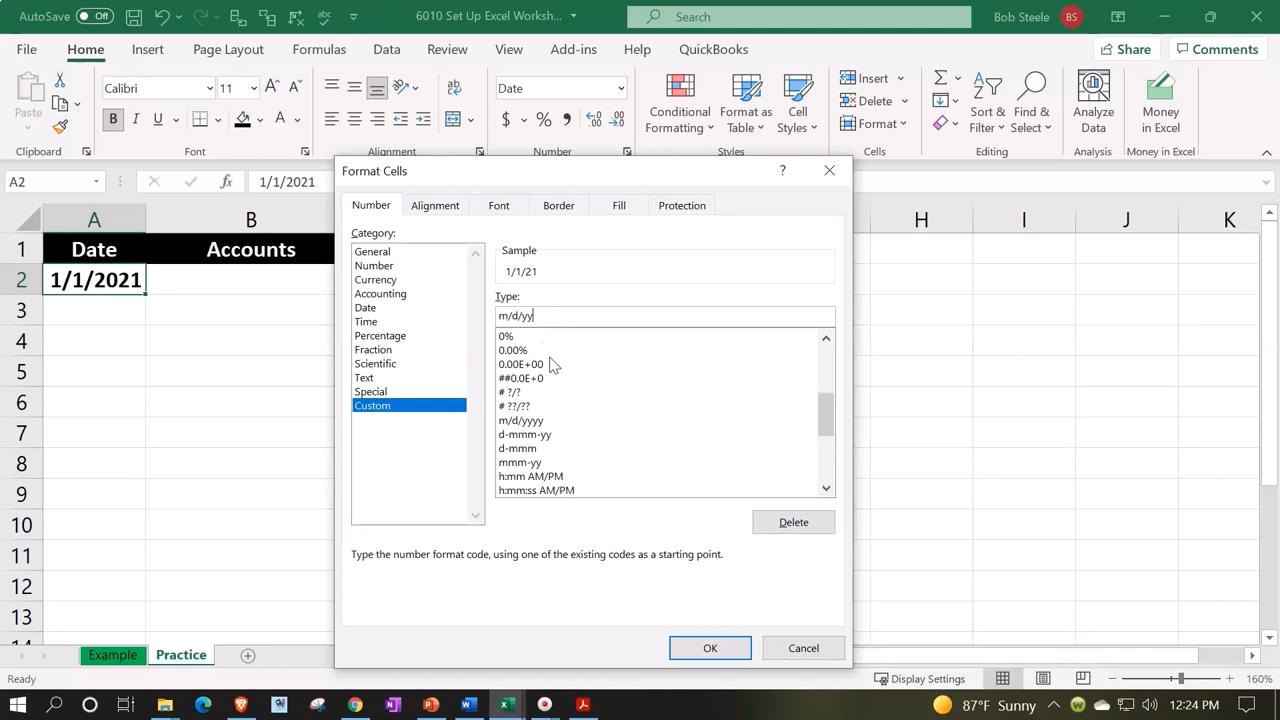 AutoSave Off 6010 Set Up Excel Worksh... Search Bob Steele BS
File Home Insert Page Layout Formulas Data Review View Add-ins Help QuickBooks Share Comments
Paste Calibri 11 Date Conditional Formatting Format as Table Cell Styles Insert Delete Format Sort & Filter Find & Select Analyze Data Money in Excel
Clipboard Font Alignment Number Styles Cells Editing Analysis Money in Excel
A2 fx 1/1/2021
A B H I J K
1 Date Accounts
2 1/1/2021
3
4
5
6
7
8
9
10
11
12
13
Format Cells ?
Number Alignment Font Border Fill Protection
Category:
General
Number
Currency
Accounting
Date
Time
Percentage
Fraction
Scientific
Text
Special
Custom
Sample
1/1/21
Type:
m/d/yy
0%
0.00%
0.00E+00
##0.0E+0
# ?/?
# ??/??
m/d/yyyy
d-mmm-yy
d-mmm
mmm-yy
h:mm AM/PM
h:mm:ss AM/PM
Delete
Type the number format code, using one of the existing codes as a starting point.
OK Cancel
Example Practice
Ready Display Settings 160%
87°F Sunny 12:24 PM